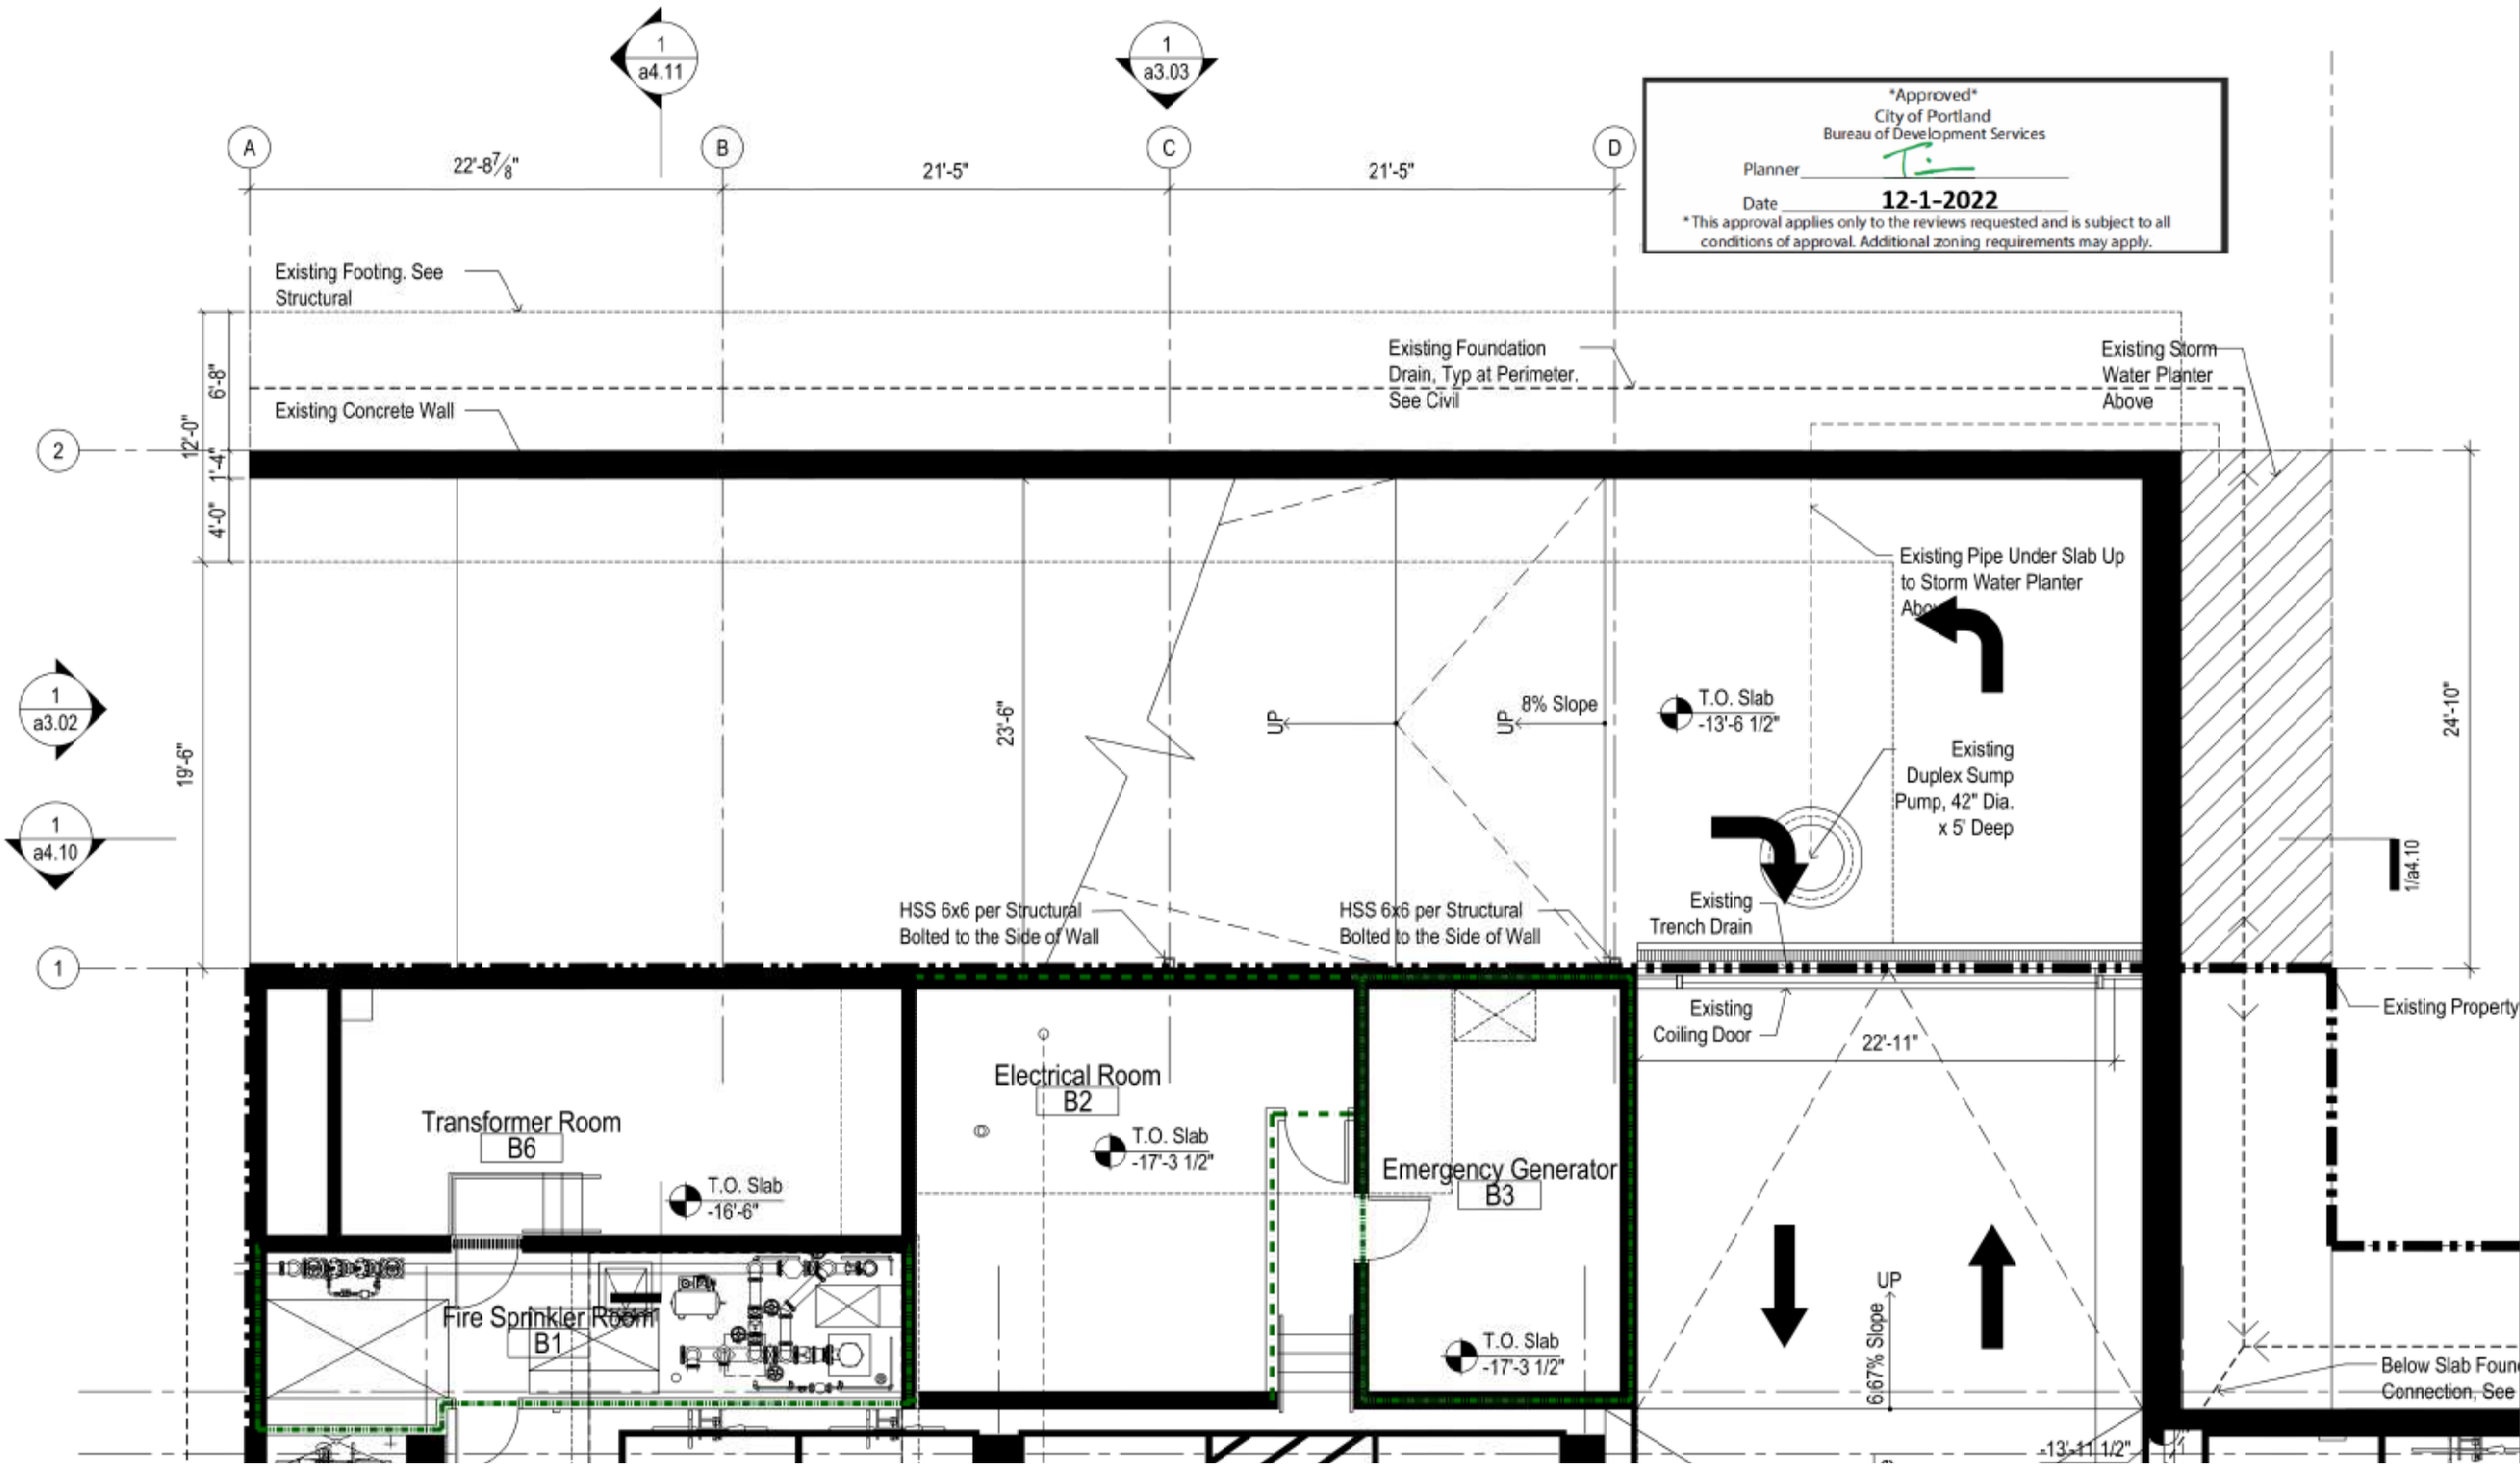 1
a4.11
1
a3.03
*Approved*
City of Portland
Bureau of Development Services
Planner
Date 12-1-2022
* This approval applies only to the reviews requested and is subject to all
conditions of approval. Additional zoning requirements may apply.
A
B
C
D
22'-8 7/8"
21'-5"
21'-5"
Existing Footing. See
Structural
Existing Foundation
Drain, Typ at Perimeter.
See Civil
Existing Storm
Water Planter
Above
6'-8"
12'-0"
1'-4"
4'-0"
Existing Concrete Wall
2
Existing Pipe Under Slab Up
to Storm Water Planter
1
a3.02
19'-6"
23'-6"
UP
UP
8% Slope
T.O. Slab
-13'-6 1/2"
24'-10"
Existing
Duplex Sump
Pump, 42" Dia.
x 5' Deep
1
a4.10
1/a4.10
HSS 6x6 per Structural
Bolted to the Side of Wall
HSS 6x6 per Structural
Bolted to the Side of Wall
Existing
Trench Drain
1
Existing
Coiling Door
22'-11"
Existing Property
Transformer Room
B6
T.O. Slab
-16'-6"
Electrical Room
B2
T.O. Slab
-17'-3 1/2"
Emergency Generator
B3
T.O. Slab
-17'-3 1/2"
Fire Sprinkler Room
B1
UP
6.67% Slope
Below Slab Foun
Connection, See
-13'-11 1/2"